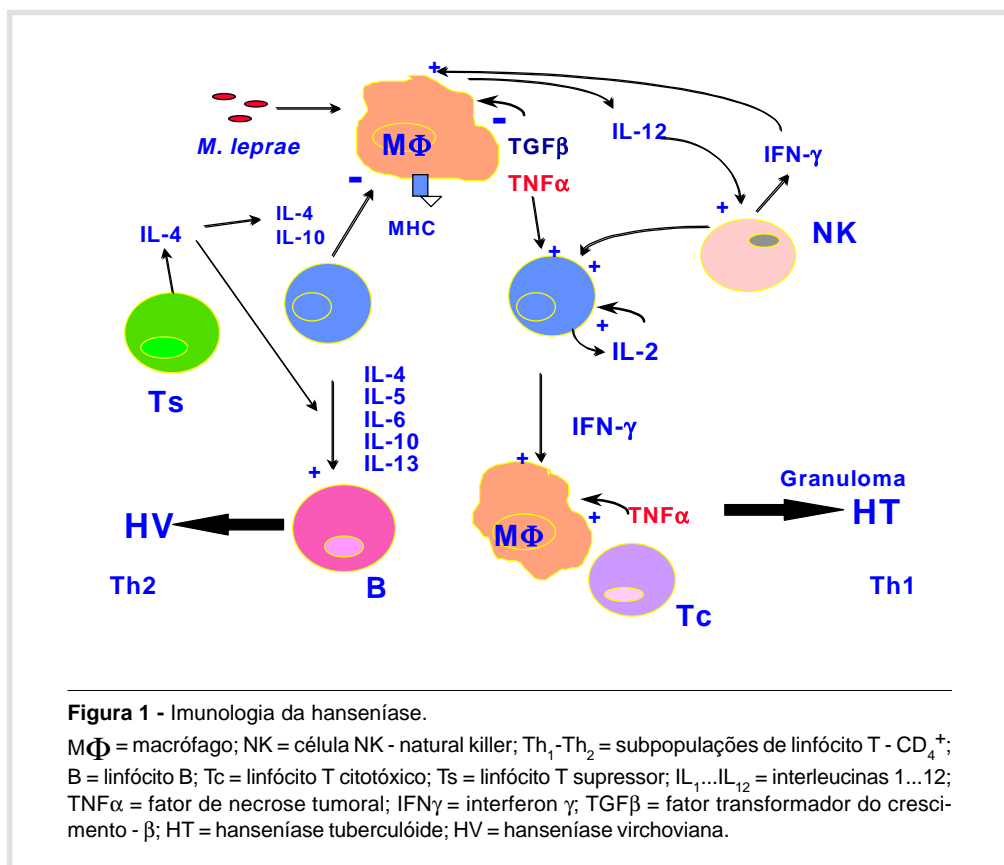 +
IL-12
IFN-γ
M. leprae
MΦ
-
TGFβ
TNFα
-
MHC
+
NK
IL-4
IL-4
IL-10
+
+
+
IL-2
Ts
IL-4
IL-5
IL-6
IL-10
IL-13
IFN-γ
+
+
Granuloma
HV
MΦ
+
TNFα
HT
Th2
B
Tc
Th1
Figura 1 - Imunologia da hanseníase.
MΦ = macrófago; NK = célula NK - natural killer; Th₁-Th₂ = subpopulações de linfócito T - CD₄⁺;
B = linfócito B; Tc = linfócito T citotóxico; Ts = linfócito T supressor; IL₁...IL₁₂ = interleucinas 1...12;
TNFα = fator de necrose tumoral; IFNγ = interferon γ; TGFβ = fator transformador do cresci-
mento - β; HT = hanseníase tuberculóide; HV = hanseníase virchoviana.